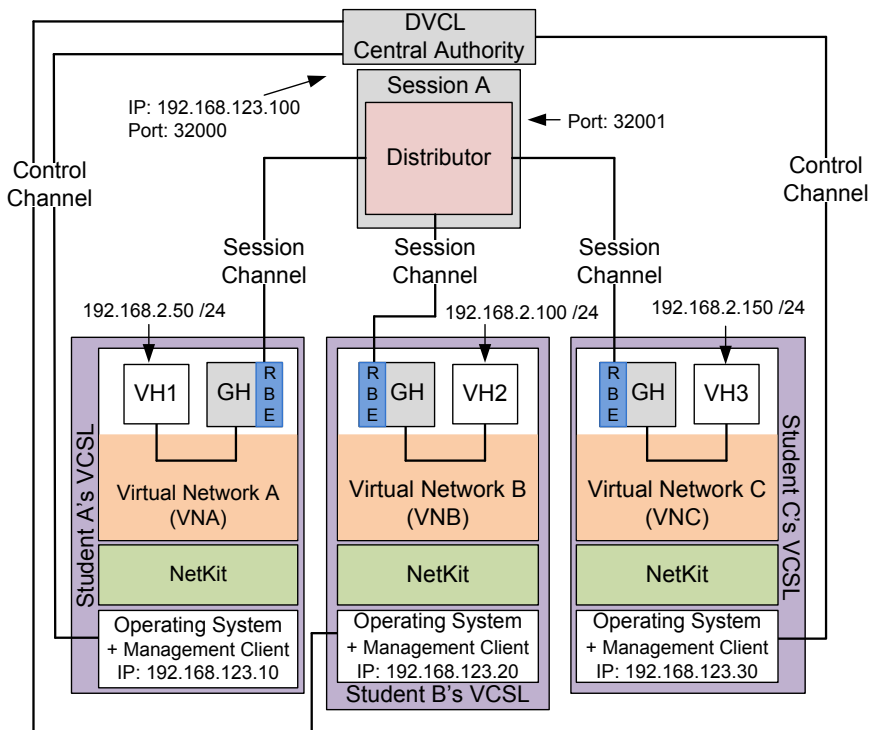 DVCL
Central Authority
Session A
IP: 192.168.123.100
Port: 32000
Port: 32001
Distributor
Control
Channel
Control
Channel
Session
Channel
Session
Channel
Session
Channel
192.168.2.50 /24
192.168.2.100 /24
192.168.2.150 /24
VH1
GH
R
B
E
R
B
E
GH
VH2
R
B
E
GH
VH3
Student A's VCSL
Virtual Network A
(VNA)
Virtual Network B
(VNB)
Virtual Network C
(VNC)
Student C's VCSL
NetKit
NetKit
NetKit
Operating System
+ Management Client
IP: 192.168.123.10
Operating System
+ Management Client
IP: 192.168.123.20
Operating System
+ Management Client
IP: 192.168.123.30
Student B's VCSL